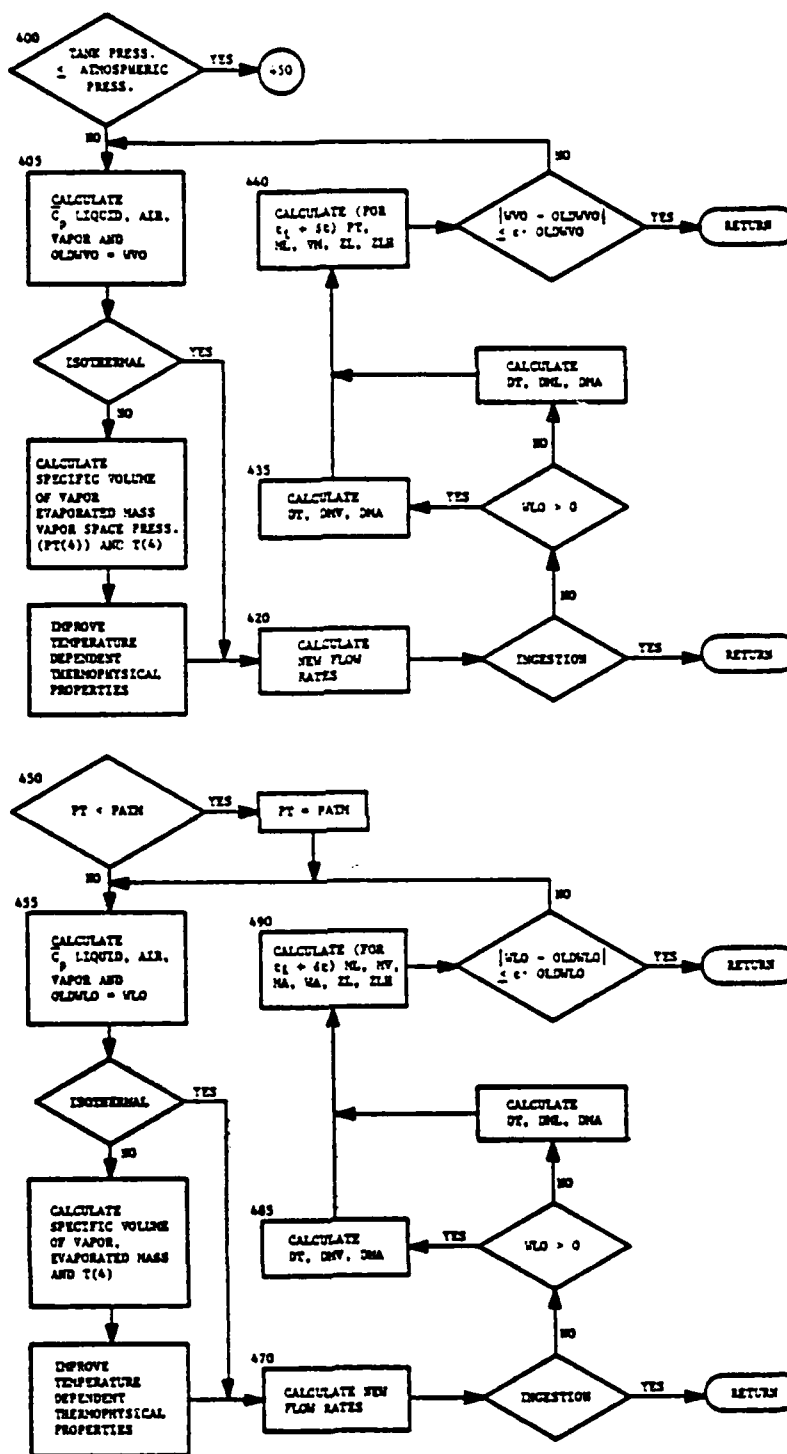 400
TANK PRESS.
≤ ATMOSPHERIC
PRESS.
YES
450
NO
405
CALCULATE
C̅p LIQUID, AIR,
VAPOR AND
OLDWVO = WVO
ISOTHERMAL
YES
NO
CALCULATE
SPECIFIC VOLUME
OF VAPOR
EVAPORATED MASS
VAPOR SPACE PRESS.
(PT(4)) AND T(4)
IMPROVE
TEMPERATURE
DEPENDENT
THERMOPHYSICAL
PROPERTIES
420
CALCULATE
NEW FLOW
RATES
INGESTION
YES
RETURN
NO
WLO > 0
YES
NO
435
CALCULATE
DT, DMV, DMA
CALCULATE
DT, DML, DMA
440
CALCULATE (FOR
t₁ + δt) PT,
ML, VM, ZL, ZLH
NO
|WVO - OLDWVO|
≤ ε· OLDWVO
YES
RETURN
450
PT < PATM
YES
PT = PATM
NO
455
CALCULATE
C̅p LIQUID, AIR,
VAPOR AND
OLDWLO = WLO
ISOTHERMAL
YES
NO
CALCULATE
SPECIFIC VOLUME
OF VAPOR,
EVAPORATED MASS
AND T(4)
IMPROVE
TEMPERATURE
DEPENDENT
THERMOPHYSICAL
PROPERTIES
470
CALCULATE NEW
FLOW RATES
INGESTION
YES
RETURN
NO
WLO > 0
YES
NO
485
CALCULATE
DT, DMV, DMA
CALCULATE
DT, DML, DMA
490
CALCULATE (FOR
t₁ + δt) ML, MV,
MA, WA, ZL, ZLH
NO
|WLO - OLDWLO|
≤ ε· OLDWLO
YES
RETURN